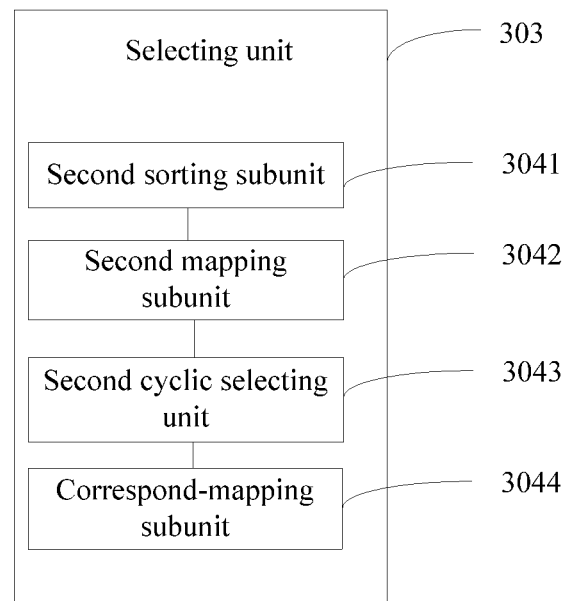 Selecting unit
303
Second sorting subunit
3041
Second mapping
subunit
3042
Second cyclic selecting
unit
3043
Correspond-mapping
subunit
3044